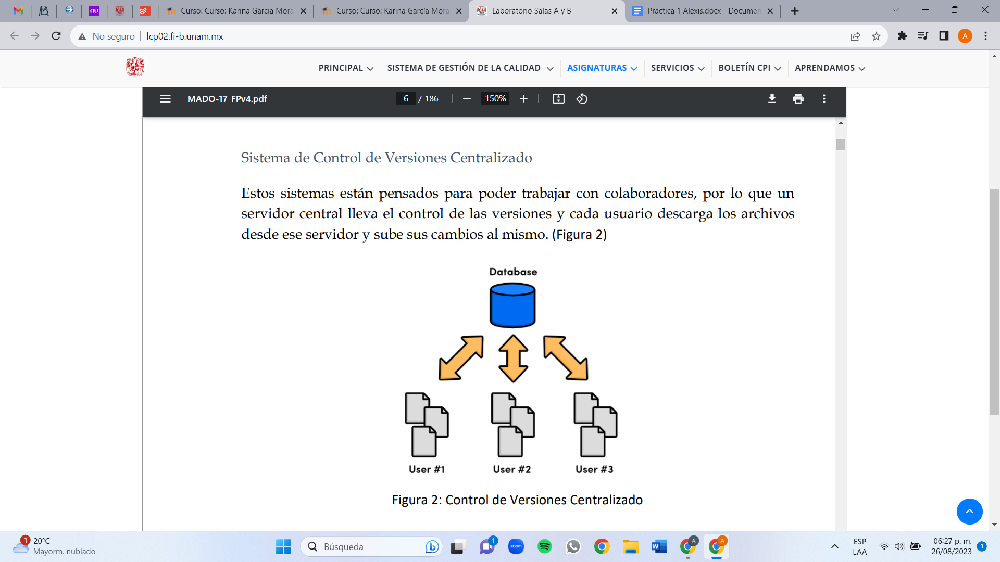 Curso: Curso: Karina García Mora
Curso: Curso: Karina García Mora
Laboratorio Salas A y B
Practica 1 Alexis.docx - Documen
No seguro
lcp02.fi-b.unam.mx
A
PRINCIPAL
SISTEMA DE GESTIÓN DE LA CALIDAD
ASIGNATURAS
SERVICIOS
BOLETÍN CPI
APRENDAMOS
MADO-17_FPv4.pdf
6 / 186
150%
Sistema de Control de Versiones Centralizado
Estos sistemas están pensados para poder trabajar con colaboradores, por lo que un
servidor central lleva el control de las versiones y cada usuario descarga los archivos
desde ese servidor y sube sus cambios al mismo. (Figura 2)
Database
User #1
User #2
User #3
Figura 2: Control de Versiones Centralizado
1
20°C
Mayorm. nublado
Búsqueda
1
zoom
W
A
A
ESP
LAA
06:27 p. m.
26/08/2023
1